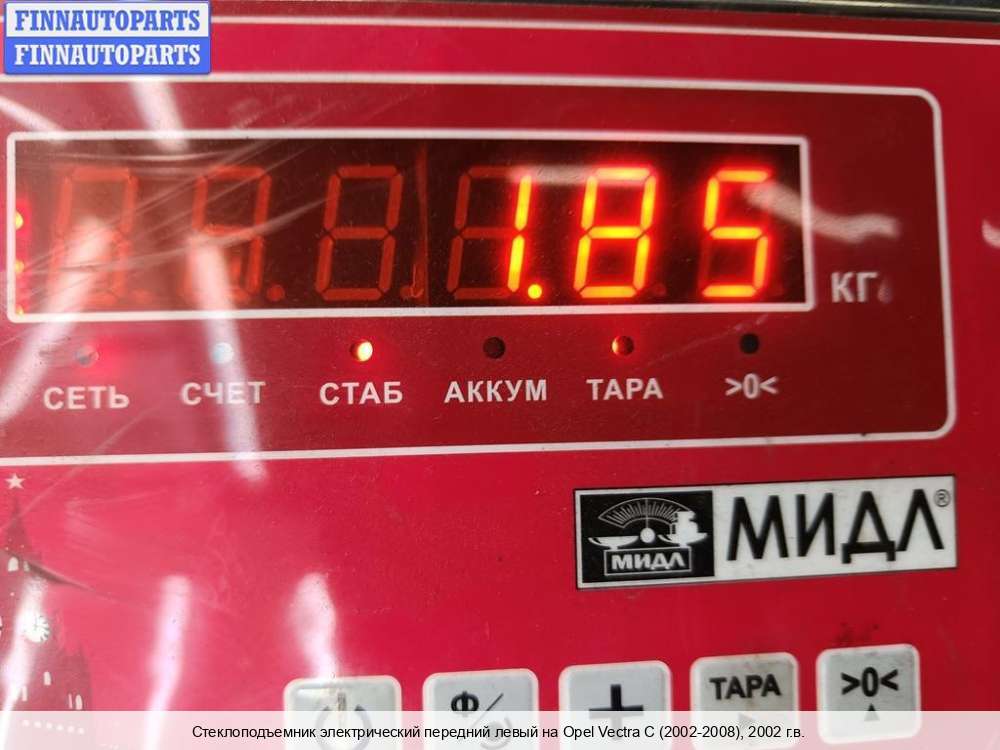 FINNAUTOPARTS
FINNAUTOPARTS
1.85
КГ
СЕТЬ СЧЕТ СТАБ АККУМ ТАРА >0<
МИДЛ МИДЛ®
Ф/ + ТАРА >0<
Стеклоподъемник электрический передний левый на Opel Vectra C (2002-2008), 2002 г.в.